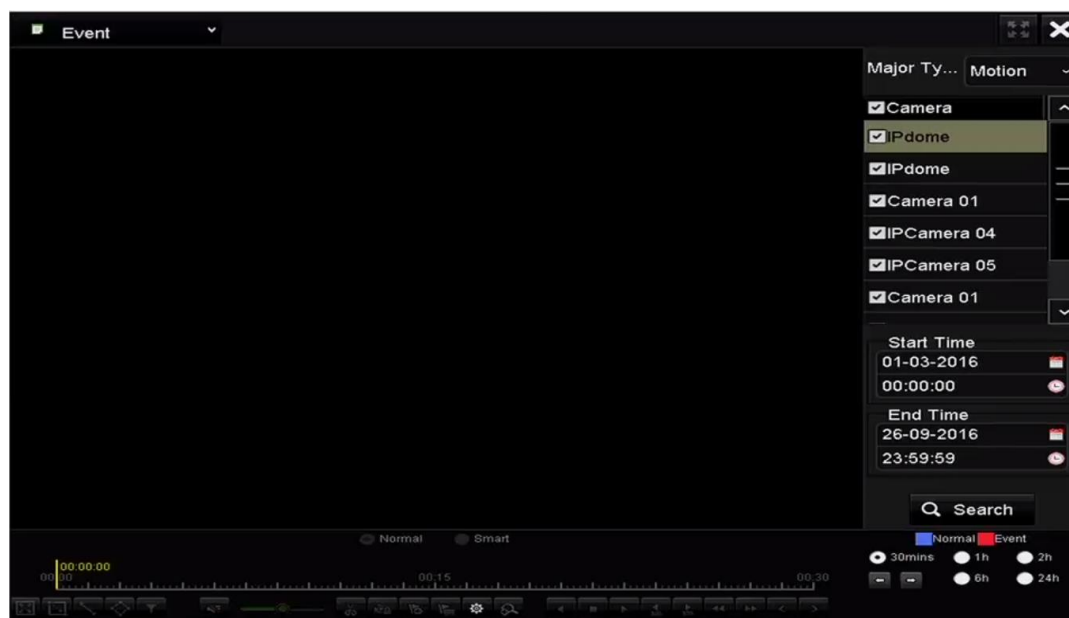 Event
Major Ty... Motion
Camera
IPdome
IPdome
Camera 01
IPCamera 04
IPCamera 05
Camera 01
Start Time
01-03-2016
00:00:00
End Time
26-09-2016
23:59:59
Search
Normal Smart
Normal Event
00:00:00
00:00 00:15 00:30
30mins 1h 2h
6h 24h